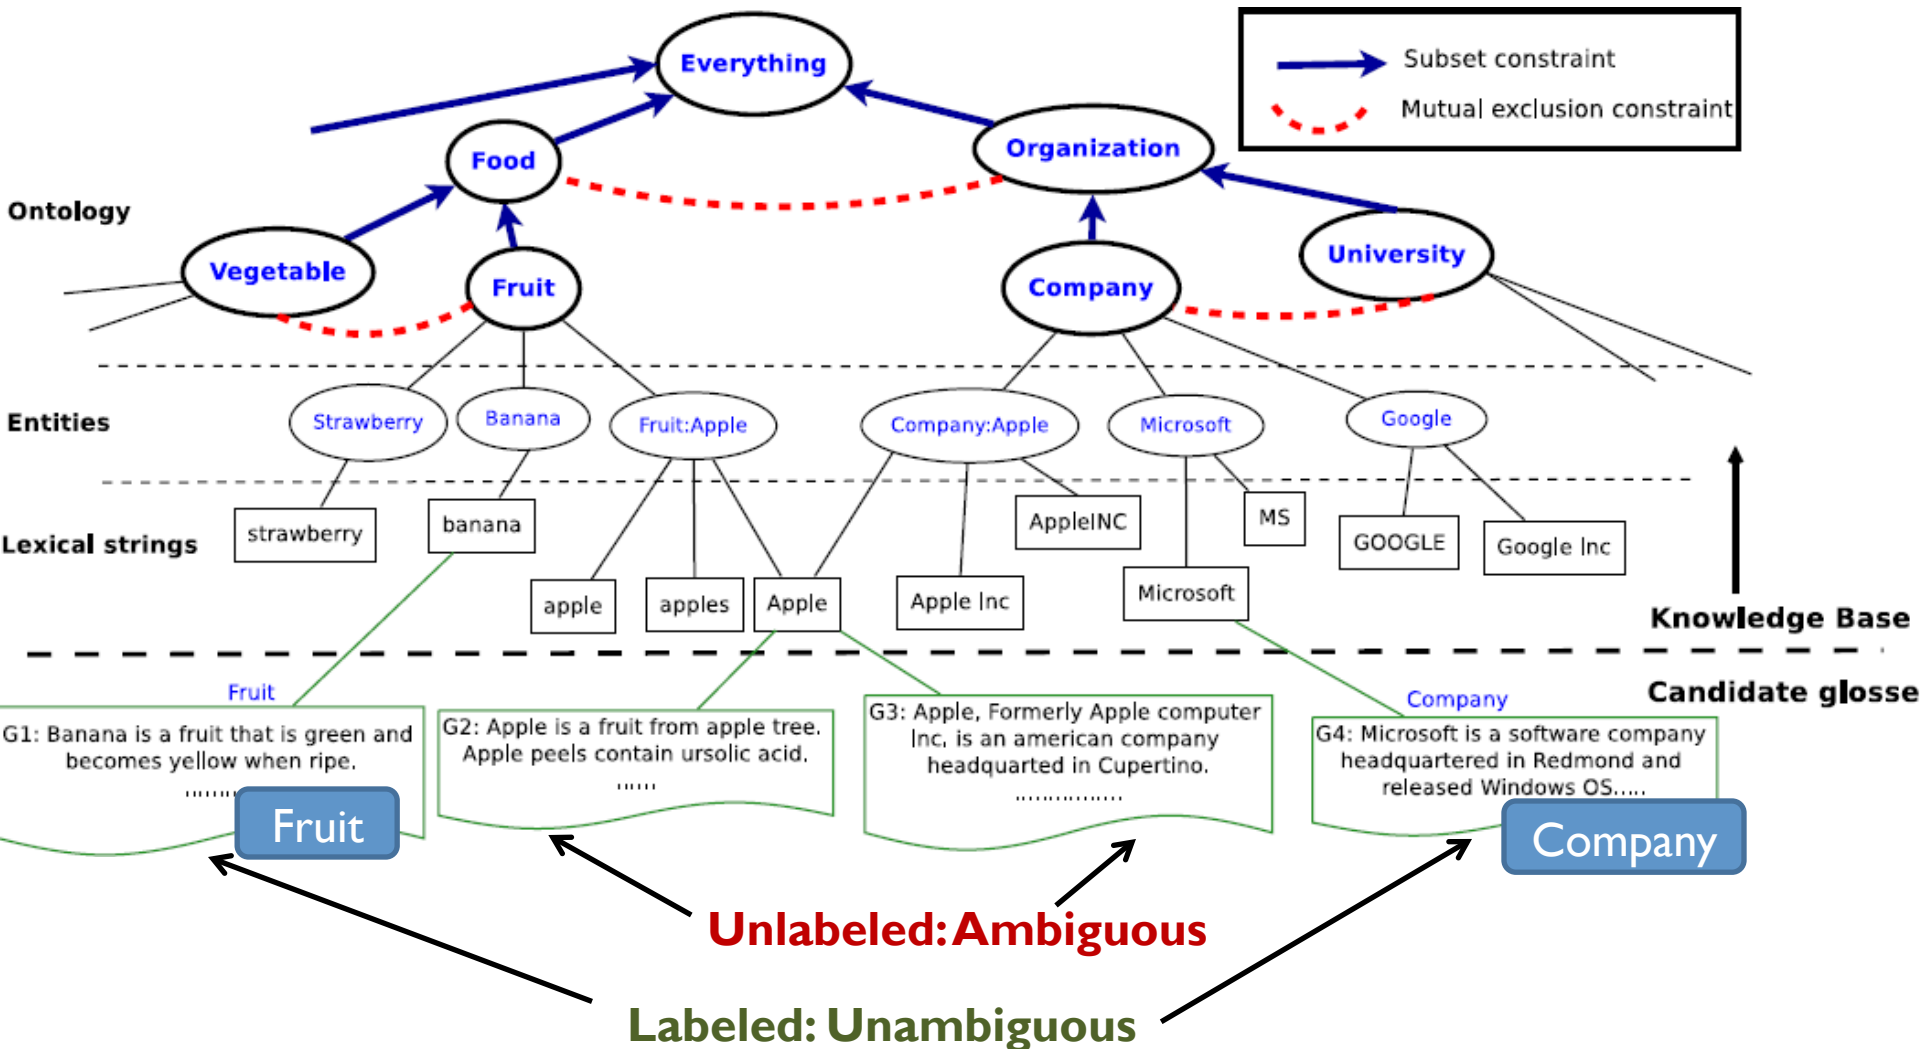 Everything
Subset constraint
Mutual exclusion constraint
Food
Organization
Ontology
Vegetable
Fruit
Company
University
Entities
Strawberry
Banana
Fruit:Apple
Company:Apple
Microsoft
Google
Lexical strings
strawberry
banana
apple
apples
Apple
Apple Inc
AppleINC
Microsoft
MS
GOOGLE
Google Inc
Knowledge Base
Candidate glosse
Fruit
G1: Banana is a fruit that is green and
becomes yellow when ripe.
.........
Fruit
G2: Apple is a fruit from apple tree.
Apple peels contain ursolic acid.
......
G3: Apple, Formerly Apple computer
Inc. is an american company
headquarted in Cupertino.
................
Company
G4: Microsoft is a software company
headquartered in Redmond and
released Windows OS.....
Company
Unlabeled: Ambiguous
Labeled: Unambiguous